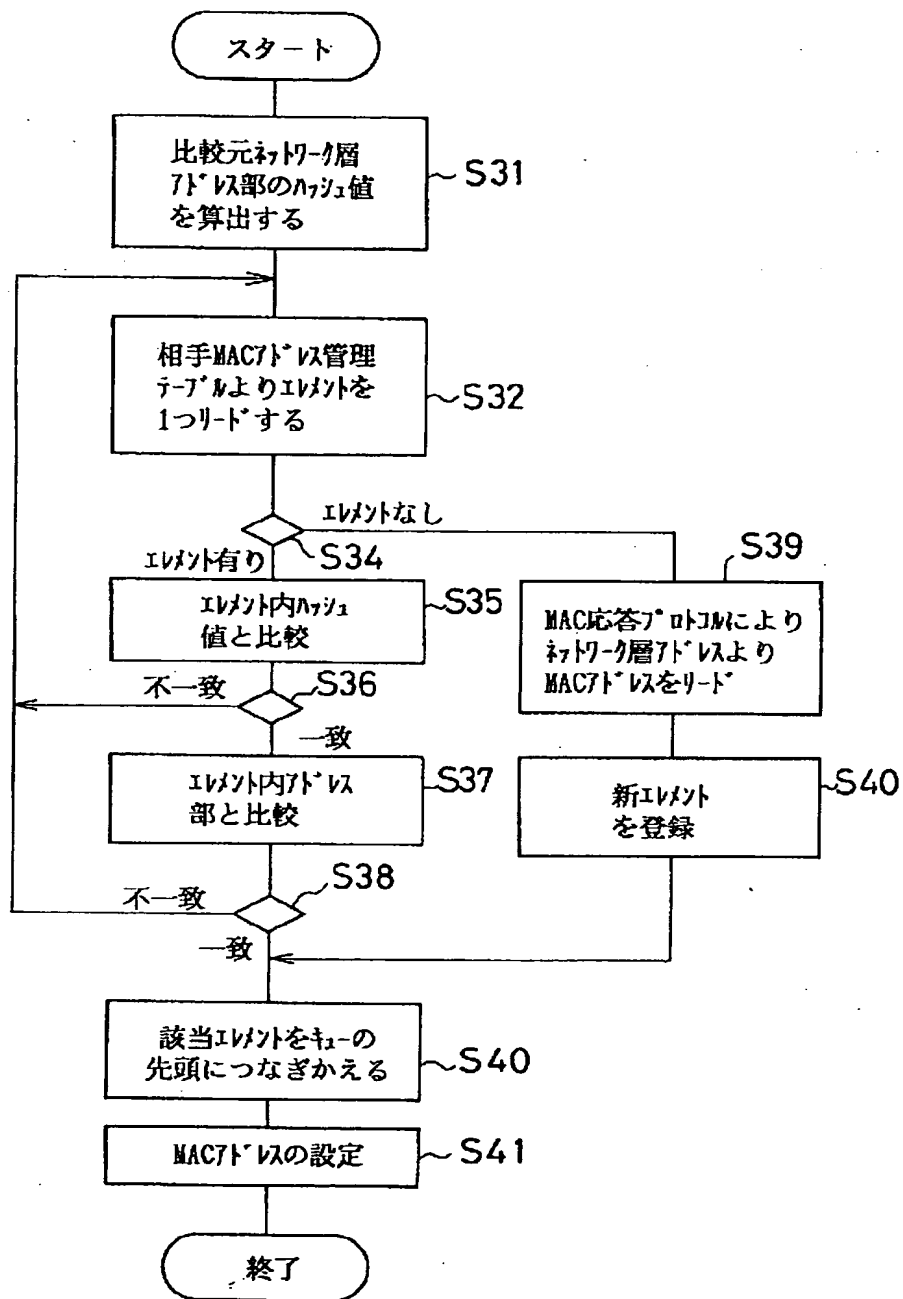 スタート
比較元ﾈｯﾄﾜｰｸ層
ｱﾄﾞﾚｽ部のﾊｯｼｭ値
を算出する
S31
相手MACｱﾄﾞﾚｽ管理
ﾃｰﾌﾞﾙよりｴﾚﾒﾝﾄを
1つﾘｰﾄﾞする
S32
ｴﾚﾒﾝﾄなし
S34
ｴﾚﾒﾝﾄ有り
S39
MAC応答ﾌﾟﾛﾄｺﾙにより
ﾈｯﾄﾜｰｸ層ｱﾄﾞﾚｽより
MACｱﾄﾞﾚｽをﾘｰﾄﾞ
ｴﾚﾒﾝﾄ内ﾊｯｼｭ
値と比較
S35
不一致
S36
一致
ｴﾚﾒﾝﾄ内ｱﾄﾞﾚｽ
部と比較
S37
新ｴﾚﾒﾝﾄ
を登録
S40
不一致
S38
一致
該当ｴﾚﾒﾝﾄをｷｭｰの
先頭につなぎかえる
S40
MACｱﾄﾞﾚｽの設定
S41
終了